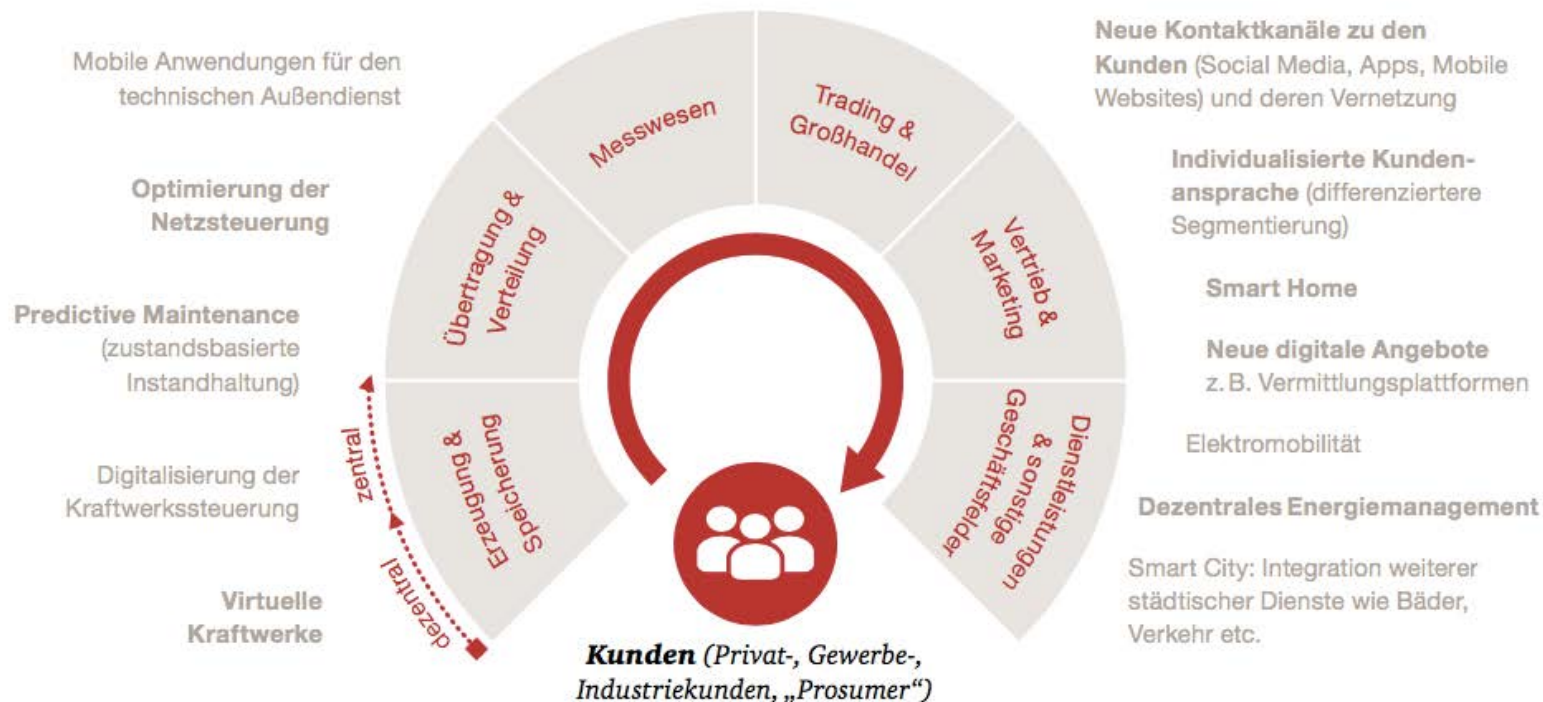 Mobile Anwendungen für den
technischen Außendienst
Optimierung der
Netzsteuerung
Predictive Maintenance
(zustandsbasierte
Instandhaltung)
Digitalisierung der
Kraftwerkssteuerung
Virtuelle
Kraftwerke
dezentral
zentral
Erzeugung &
Speicherung
Übertragung &
Verteilung
Messwesen
Trading &
Großhandel
Vertrieb &
Marketing
Dienstleistungen
& sonstige
Geschäftsfelder
Kunden (Privat-, Gewerbe-,
Industriekunden, „Prosumer“)
Neue Kontaktkanäle zu den
Kunden (Social Media, Apps, Mobile
Websites) und deren Vernetzung
Individualisierte Kunden-
ansprache (differenziertere
Segmentierung)
Smart Home
Neue digitale Angebote
z. B. Vermittlungsplattformen
Elektromobilität
Dezentrales Energiemanagement
Smart City: Integration weiterer
städtischer Dienste wie Bäder,
Verkehr etc.